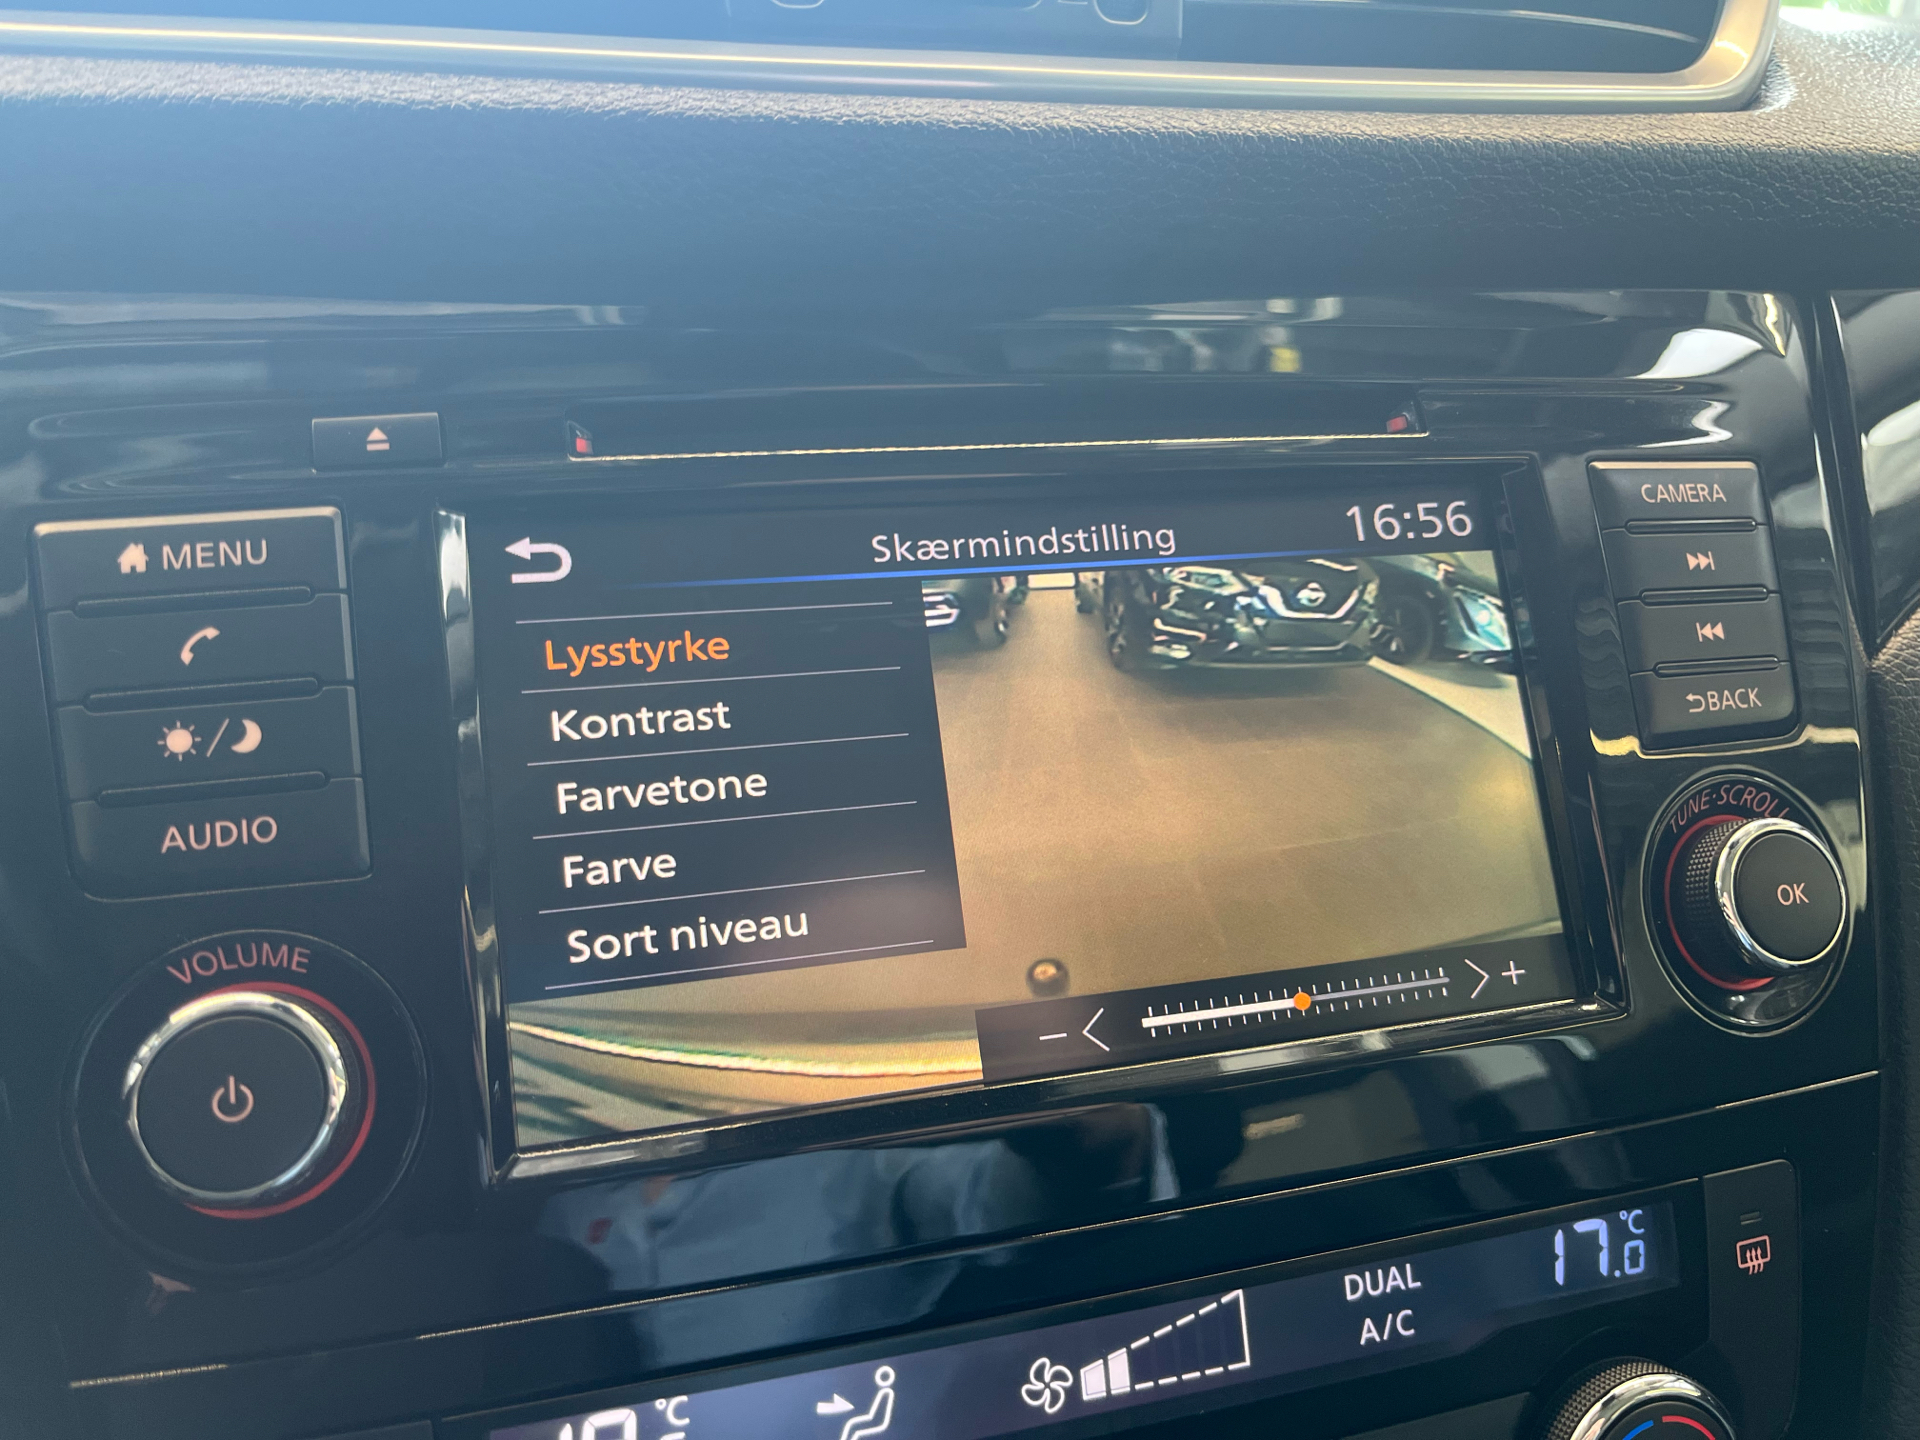 MENU
AUDIO
VOLUME
Skærmindstilling
16:56
Lysstyrke
Kontrast
Farvetone
Farve
Sort niveau
− +
CAMERA
BACK
TUNE·SCROLL
OK
DUAL
A/C
17.0 °C
°C